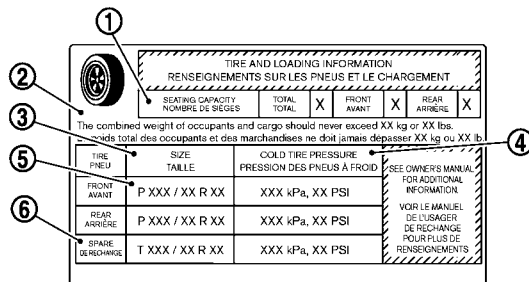 ①
TIRE AND LOADING INFORMATION
RENSEIGNEMENTS SUR LES PNEUS ET LE CHARGEMENT
②
SEATING CAPACITY TOTAL X FRONT X REAR X
NOMBRE DE SIÈGES TOTAL AVANT ARRIÈRE
The combined weight of occupants and cargo should never exceed XX kg or XX lbs.
③
poids total des occupants et des marchandises ne doit jamais dépasser XX kg ou XX lb.
④
TIRE SIZE COLD TIRE PRESSURE
PNEU TAILLE PRESSION DES PNEUS À FROID
⑤
FRONT
AVANT
P XXX / XX R XX XXX kPa, XX PSI
REAR
ARRIÈRE
P XXX / XX R XX XXX kPa, XX PSI
⑥
SPARE
DE RECHANGE
T XXX / XX R XX XXX kPa, XX PSI
SEE OWNER'S MANUAL
FOR ADDITIONAL
INFORMATION.
VOIR LE MANUEL
DE L'USAGER
DE RECHANGE
POUR PLUS DE
RENSEIGNEMENTS